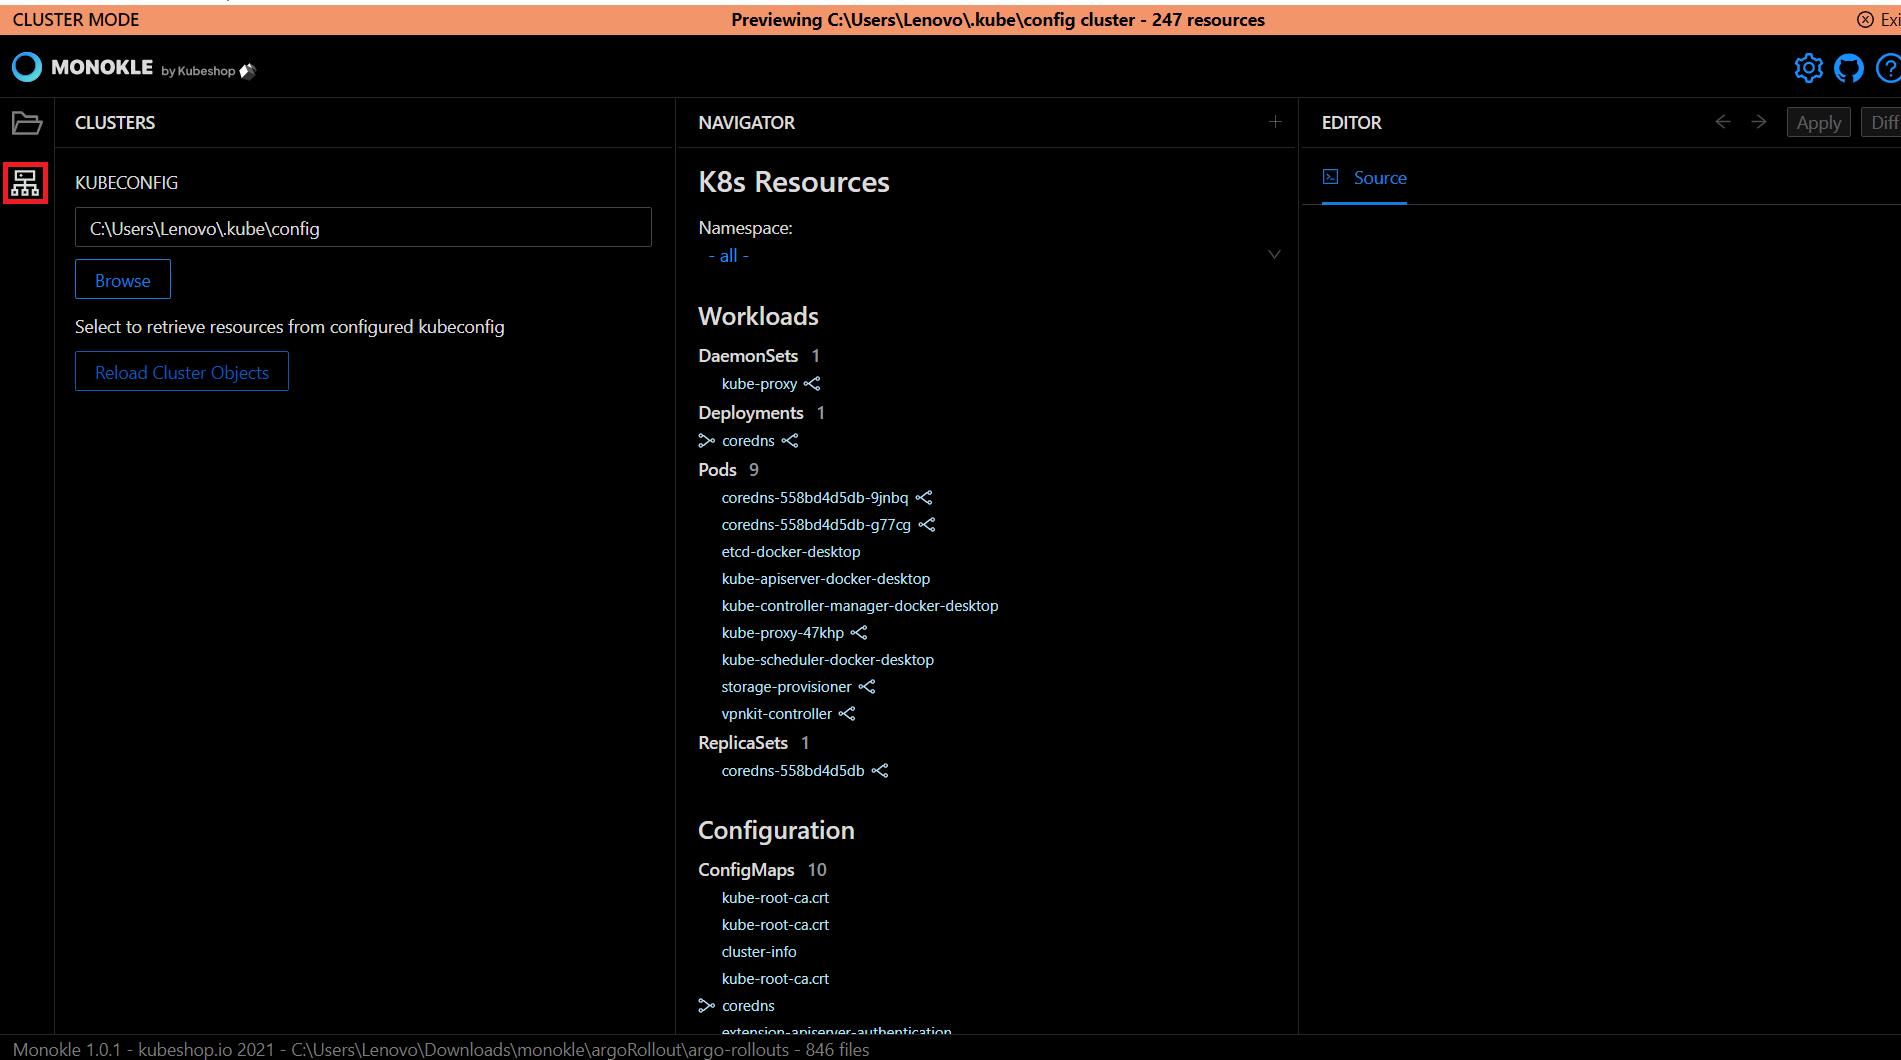 CLUSTER MODE
Previewing C:\Users\Lenovo\.kube\config cluster - 247 resources
MONOKLE by Kubeshop
CLUSTERS
KUBECONFIG
C:\Users\Lenovo\.kube\config
Browse
Select to retrieve resources from configured kubeconfig
Reload Cluster Objects
NAVIGATOR
K8s Resources
Namespace:
- all -
Workloads
DaemonSets 1
kube-proxy
Deployments 1
coredns
Pods 9
coredns-558bd4d5db-9jnbq
coredns-558bd4d5db-g77cg
etcd-docker-desktop
kube-apiserver-docker-desktop
kube-controller-manager-docker-desktop
kube-proxy-47khp
kube-scheduler-docker-desktop
storage-provisioner
vpnkit-controller
ReplicaSets 1
coredns-558bd4d5db
Configuration
ConfigMaps 10
kube-root-ca.crt
kube-root-ca.crt
cluster-info
kube-root-ca.crt
coredns
extension-apiserver-authentication
EDITOR
Apply
Diff
Source
Monokle 1.0.1 - kubeshop.io 2021 - C:\Users\Lenovo\Downloads\monokle\argoRollout\argo-rollouts - 846 files